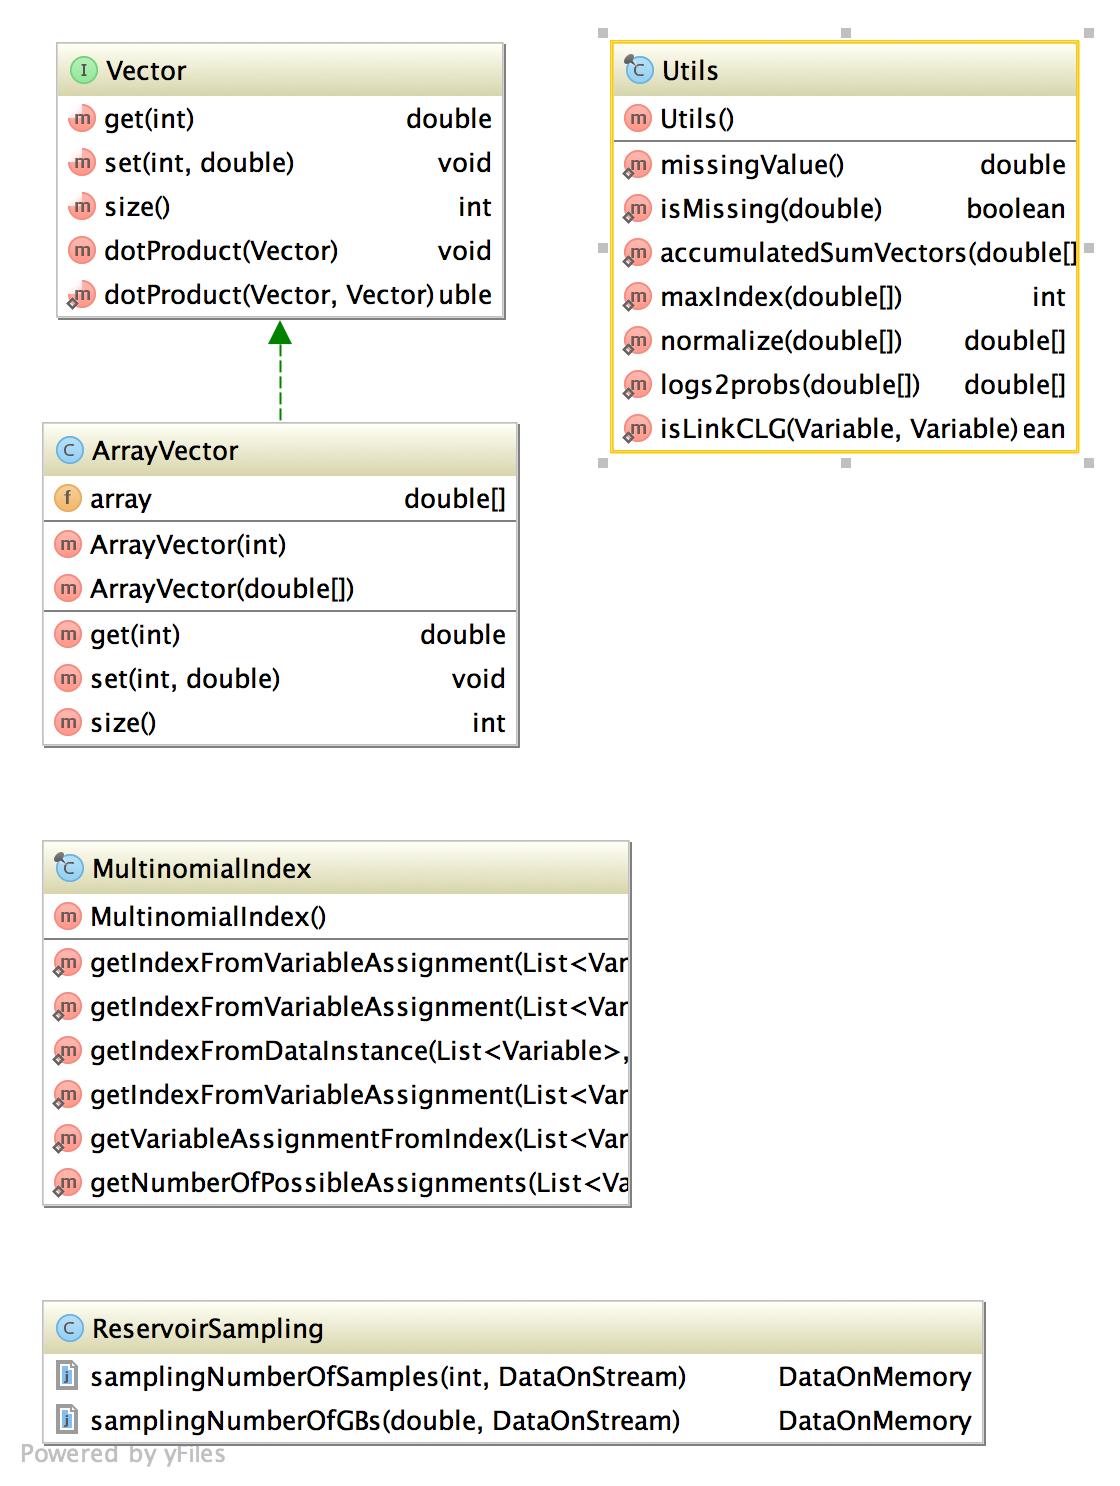 I Vector
m get(int) double
m set(int, double) void
m size() int
m dotProduct(Vector) void
m dotProduct(Vector, Vector) uble
C Utils
m Utils()
m missingValue() double
m isMissing(double) boolean
m accumulatedSumVectors(double[]
m maxIndex(double[]) int
m normalize(double[]) double[]
m logs2probs(double[]) double[]
m isLinkCLG(Variable, Variable) ean
C ArrayVector
f array double[]
m ArrayVector(int)
m ArrayVector(double[])
m get(int) double
m set(int, double) void
m size() int
C MultinomialIndex
m MultinomialIndex()
m getIndexFromVariableAssignment(List<Var
m getIndexFromVariableAssignment(List<Var
m getIndexFromDataInstance(List<Variable>,
m getIndexFromVariableAssignment(List<Var
m getVariableAssignmentFromIndex(List<Var
m getNumberOfPossibleAssignments(List<Va
C ReservoirSampling
j samplingNumberOfSamples(int, DataOnStream) DataOnMemory
j samplingNumberOfGBs(double, DataOnStream) DataOnMemory
Powered by yFiles